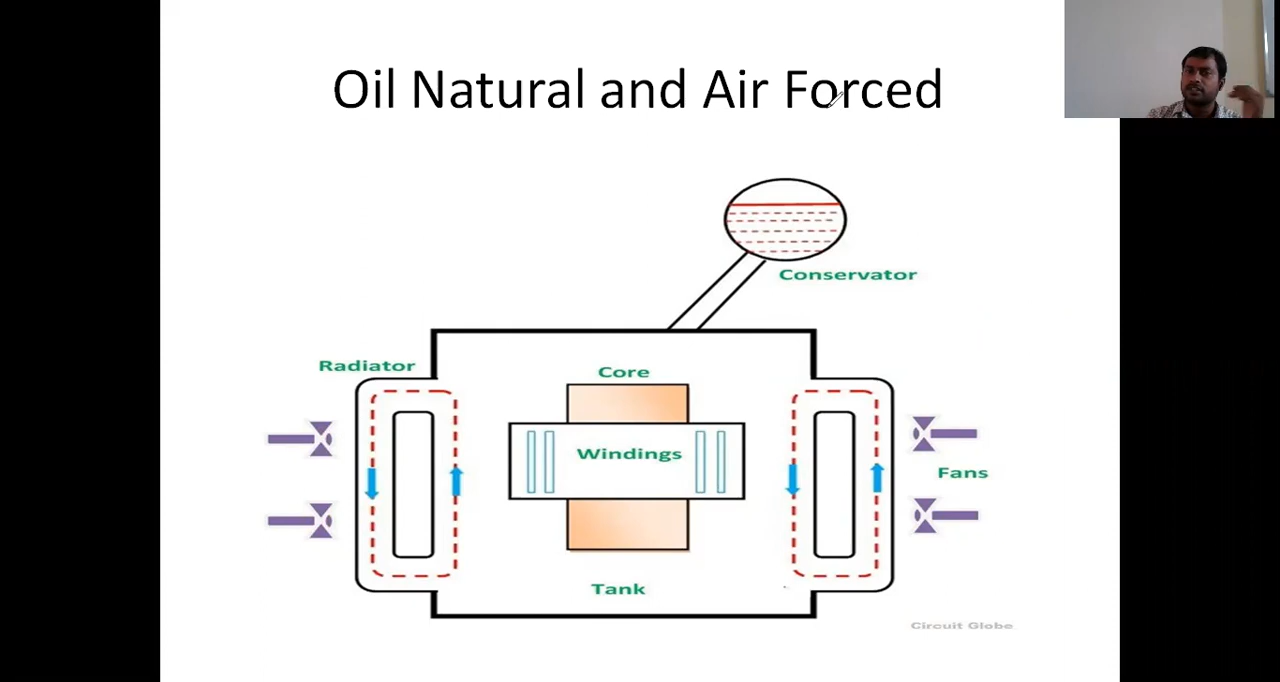 Oil Natural and Air Forced
Conservator
Radiator
Core
Windings
Fans
Tank
Circuit Globe